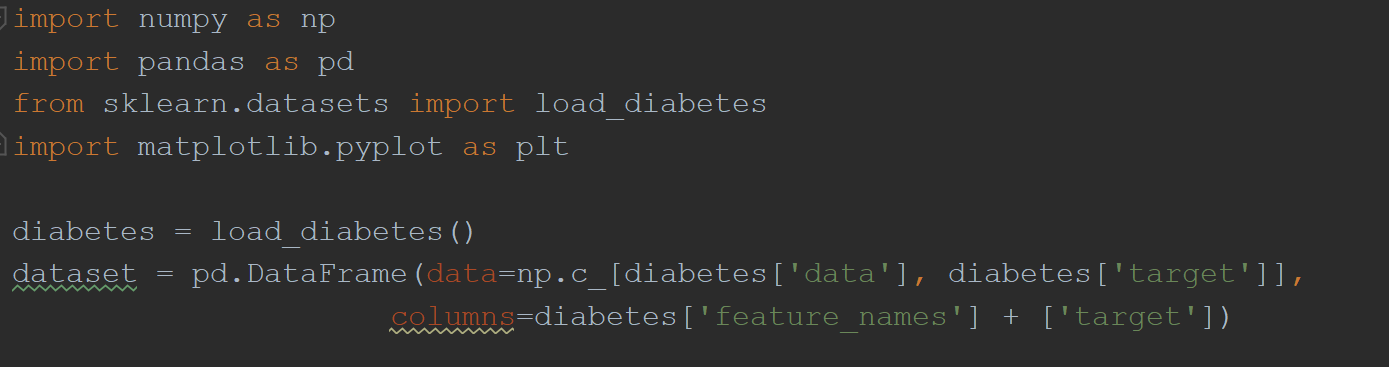 import numpy as np
import pandas as pd
from sklearn.datasets import load_diabetes
import matplotlib.pyplot as plt
diabetes = load_diabetes()
dataset = pd.DataFrame(data=np.c_[diabetes['data'], diabetes['target']],
columns=diabetes['feature_names'] + ['target'])